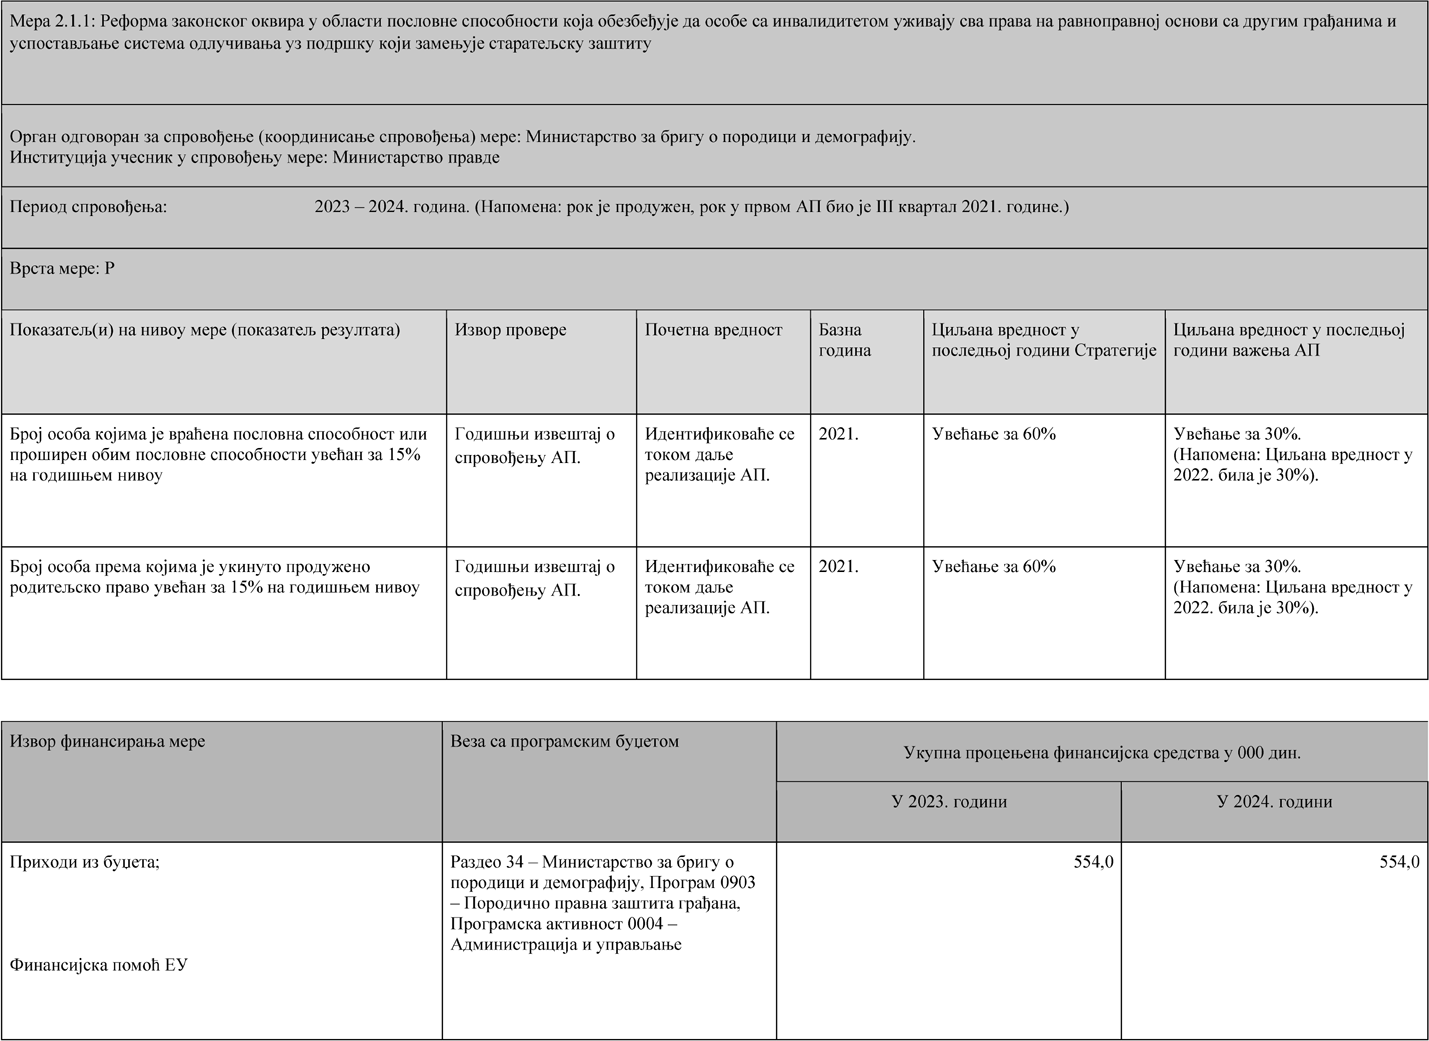 Мера 2.1.1: Реформа законског оквира у области пословне способности која обезбеђује да особе са инвалидитетом уживају сва права на равноправној основи са другим грађанима и
успостављање система одлучивања уз подршку који замењује старатељску заштиту
Орган одговоран за спровођење (координисање спровођења) мере: Министарство за бригу о породици и демографију.
Институција учесник у спровођењу мере: Министарство правде
Период спровођења: 2023 – 2024. година. (Напомена: рок је продужен, рок у првом АП био је III квартал 2021. године.)
Врста мере: Р
Показатељ(и) на нивоу мере (показатељ резултата)
Извор провере
Почетна вредност
Базна
година
Циљана вредност у
последњој години Стратегије
Циљана вредност у последњој
години важења АП
Број особа којима је враћена пословна способност или
проширен обим пословне способности увећан за 15%
на годишњем нивоу
Годишњи извештај о
спровођењу АП.
Идентификоваће се
током даље
реализације АП.
2021.
Увећање за 60%
Увећање за 30%.
(Напомена: Циљана вредност у
2022. била је 30%).
Број особа према којима је укинуто продужено
родитељско право увећан за 15% на годишњем нивоу
Годишњи извештај о
спровођењу АП.
Идентификоваће се
током даље
реализације АП.
2021.
Увећање за 60%
Увећање за 30%.
(Напомена: Циљана вредност у
2022. била је 30%).
Извор финансирања мере
Веза са програмским буџетом
Укупна процењена финансијска средства у 000 дин.
У 2023. години
У 2024. години
Приходи из буџета;
Финансијска помоћ ЕУ
Раздео 34 – Министарство за бригу о
породици и демографију, Програм 0903
– Породично правна заштита грађана,
Програмска активност 0004 –
Администрација и управљање
554,0
554,0